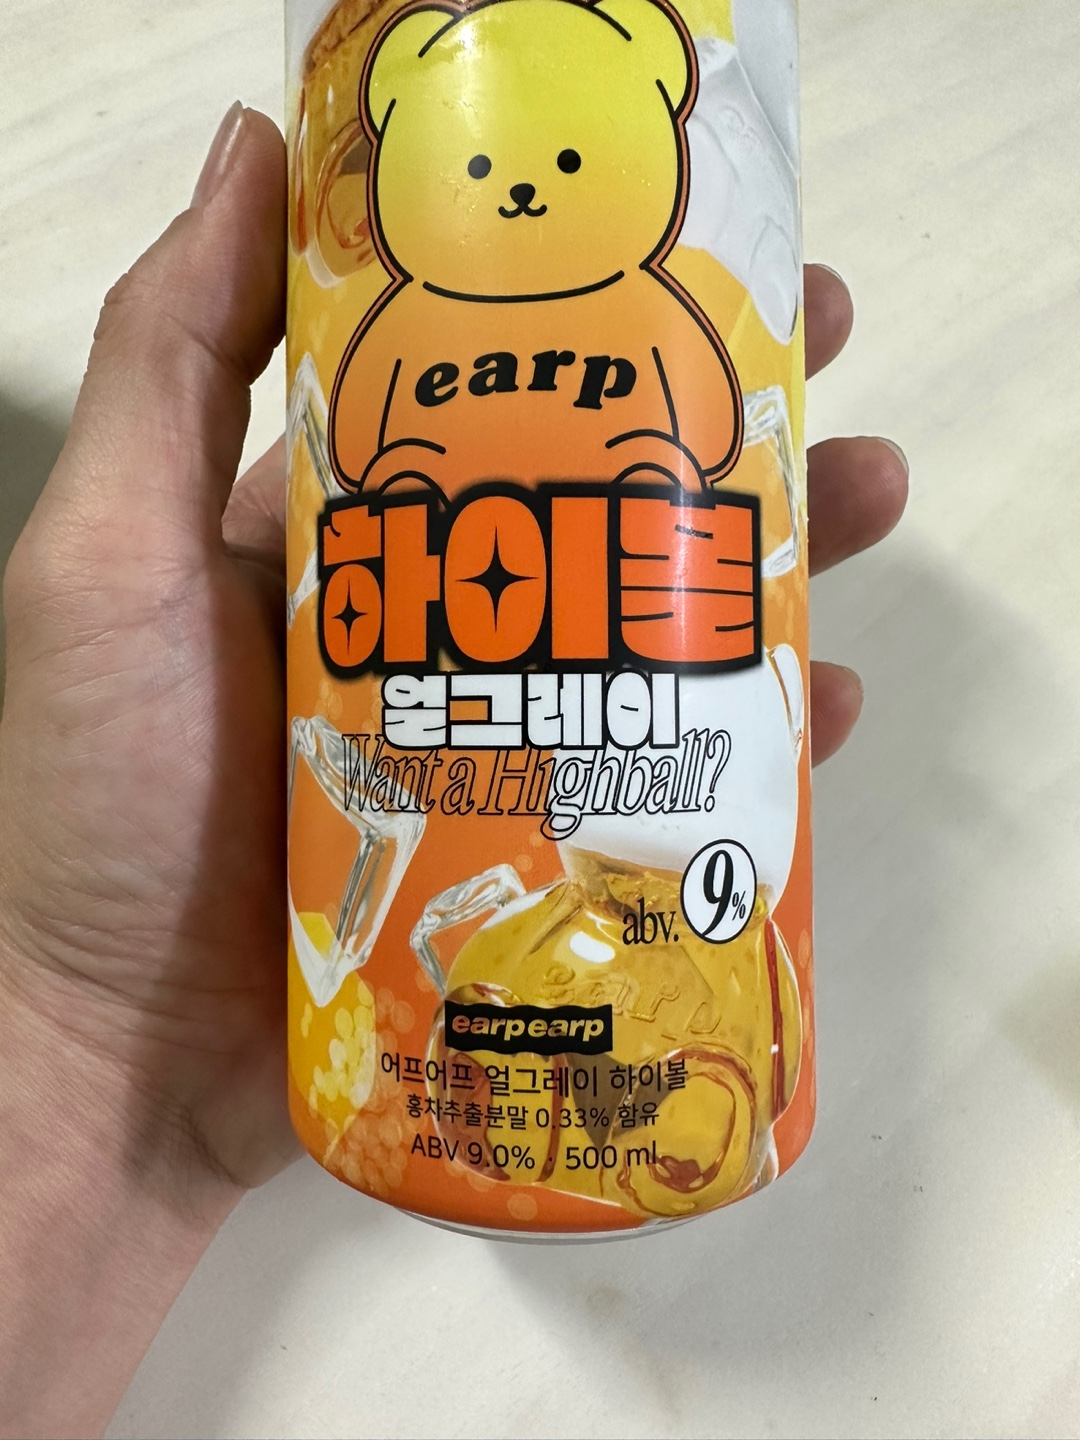 earp
하이볼
얼그레이
Want a Highball?
abv. 9%
earp
earpearp
어프어프 얼그레이 하이볼
홍차추출분말 0.33% 함유
ABV 9.0% · 500 ml